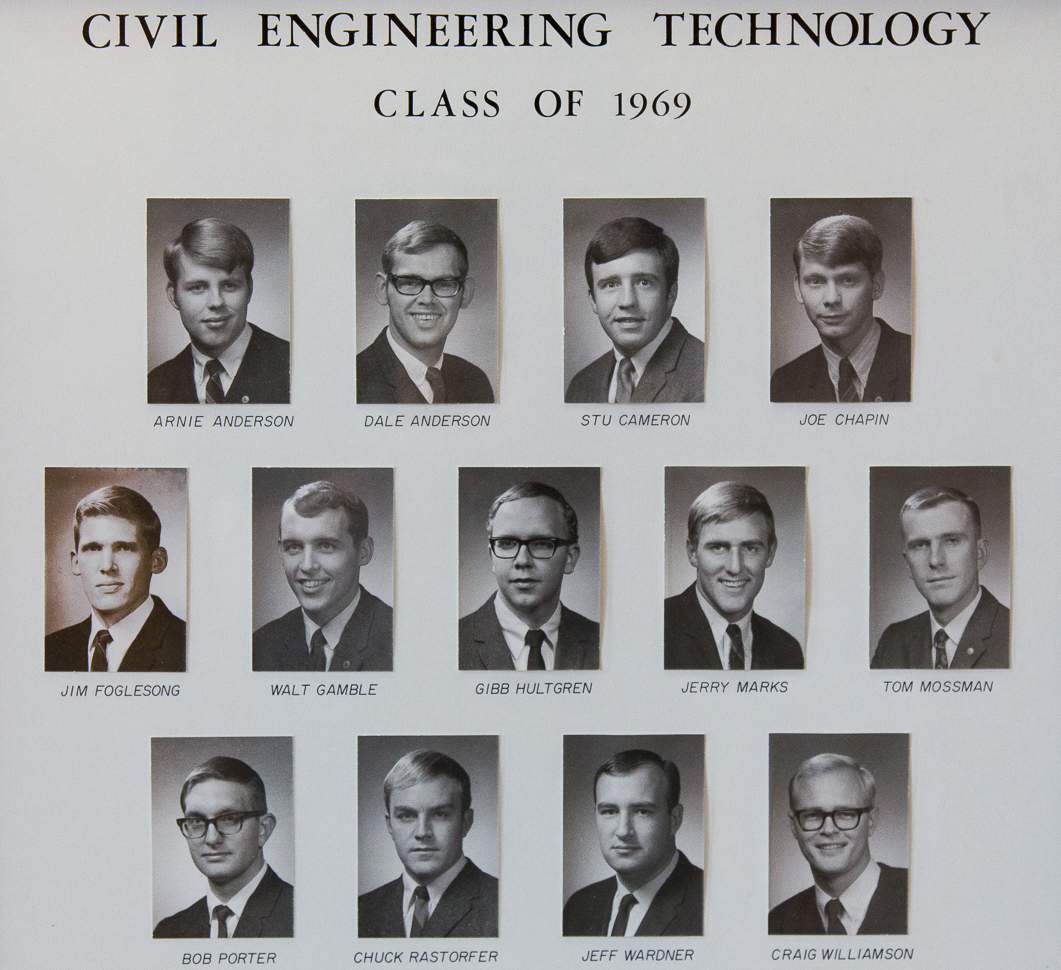 CIVIL ENGINEERING TECHNOLOGY
CLASS OF 1969
ARNIE ANDERSON
DALE ANDERSON
STU CAMERON
JOE CHAPIN
JIM FOGLESONG
WALT GAMBLE
GIBB HULTGREN
JERRY MARKS
TOM MOSSMAN
BOB PORTER
CHUCK RASTORFER
JEFF WARDNER
CRAIG WILLIAMSON